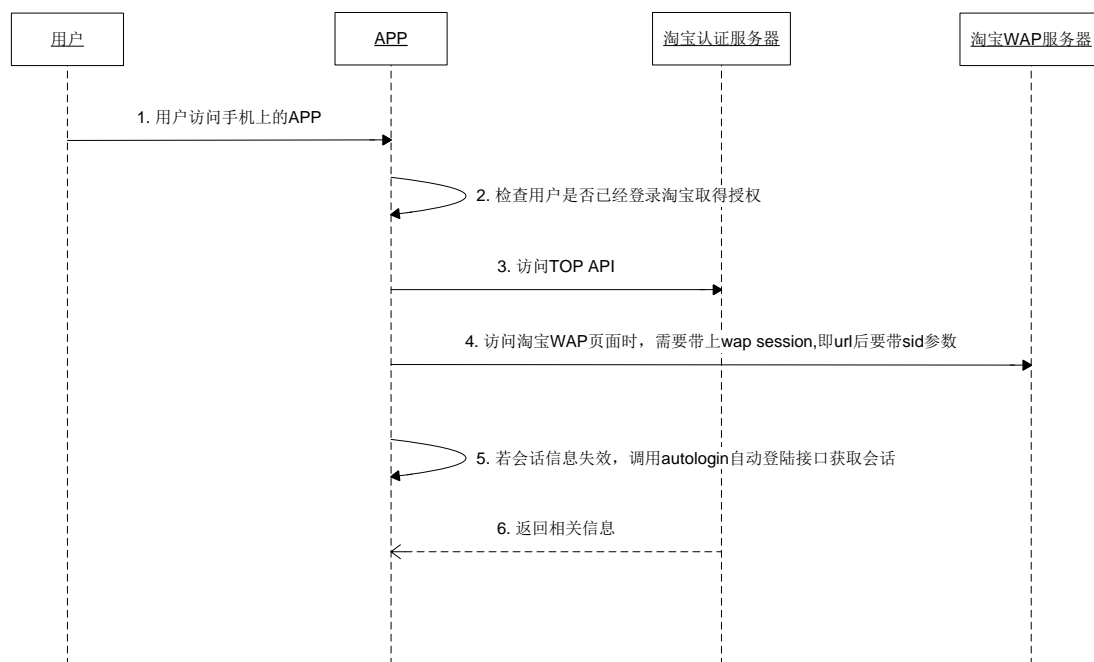 用户
APP
淘宝认证服务器
淘宝WAP服务器
1. 用户访问手机上的APP
2. 检查用户是否已经登录淘宝取得授权
3. 访问TOP API
4. 访问淘宝WAP页面时，需要带上wap session,即url后要带sid参数
5. 若会话信息失效，调用autologin自动登陆接口获取会话
6. 返回相关信息